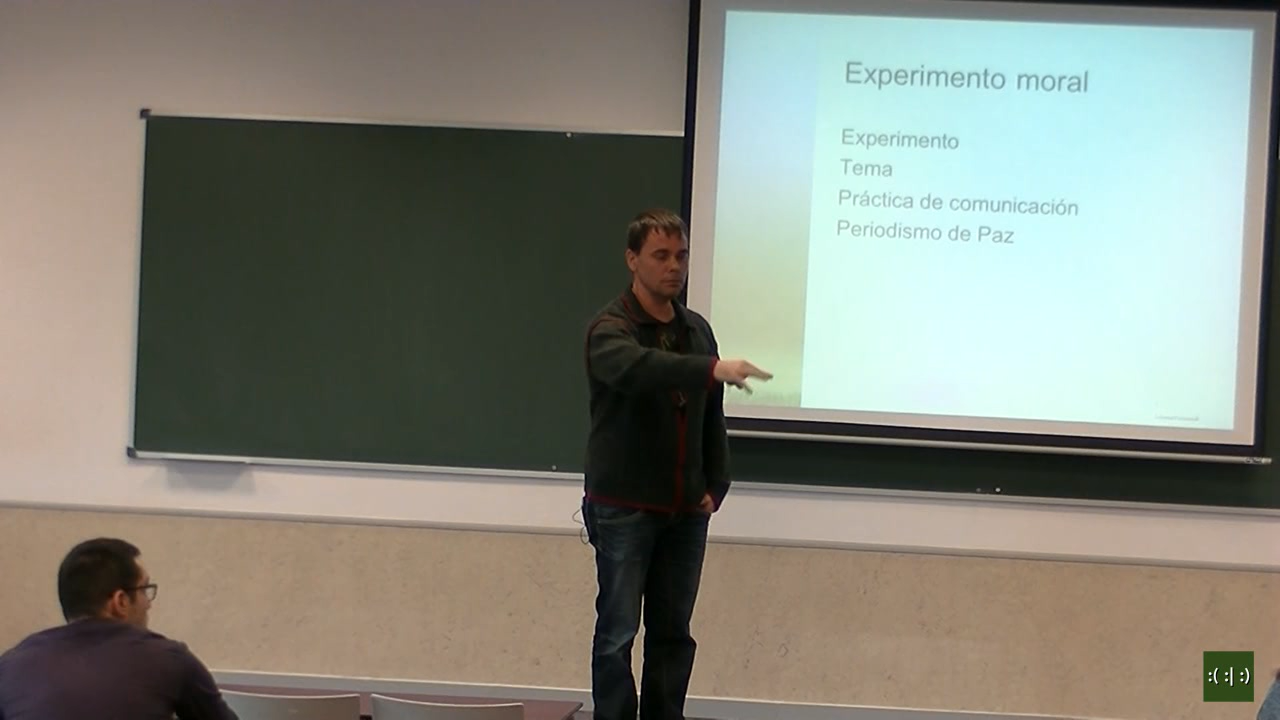 Experimento moral
Experimento
Tema
Práctica de comunicación
Periodismo de Paz
:( :| :)